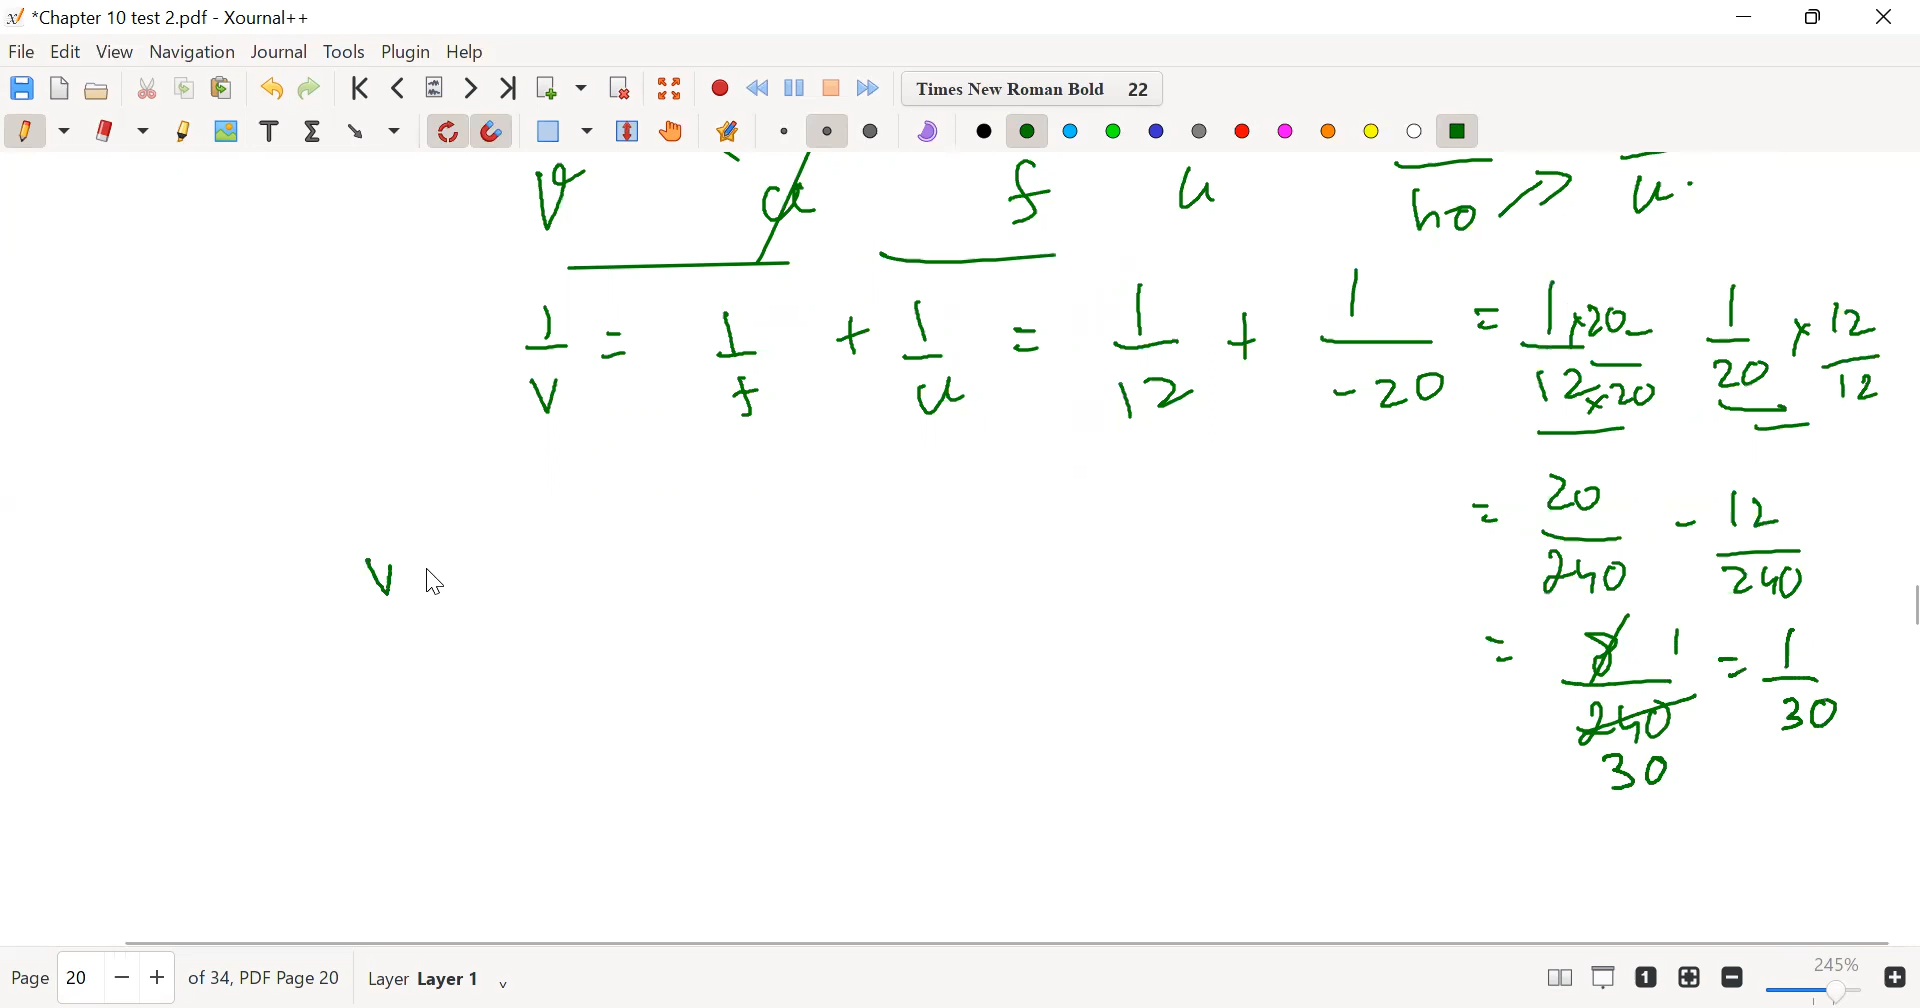 *Chapter 10 test 2.pdf - Xournal++
File Edit View Navigation Journal Tools Plugin Help
Times New Roman Bold 22
V f u ho u.
1/v = 1/f + 1/u = 1/12 + 1/-20 = 1×20/12×20 - 1/20 × 12/12
= 20/240 - 12/240
= 8/240 1/30 = 1/30
V
Page 20 of 34, PDF Page 20 Layer Layer 1 245%